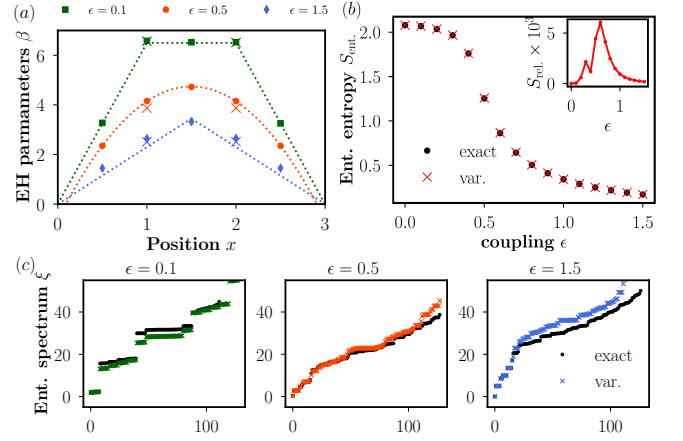 (a)
ϵ = 0.1
ϵ = 0.5
ϵ = 1.5
EH parmameters β
6
4
2
0
0
1
2
3
Position x
(b)
Ent. entropy S_ent.
2.0
1.5
1.0
0.5
exact
var.
0.0
0.5
1.0
1.5
coupling ϵ
S_rel. × 10³
5
0
0
1
ϵ
(c)
ϵ = 0.1
ϵ = 0.5
ϵ = 1.5
Ent. spectrum ξ
40
20
0
0
100
40
20
0
0
100
40
20
0
exact
var.
0
100